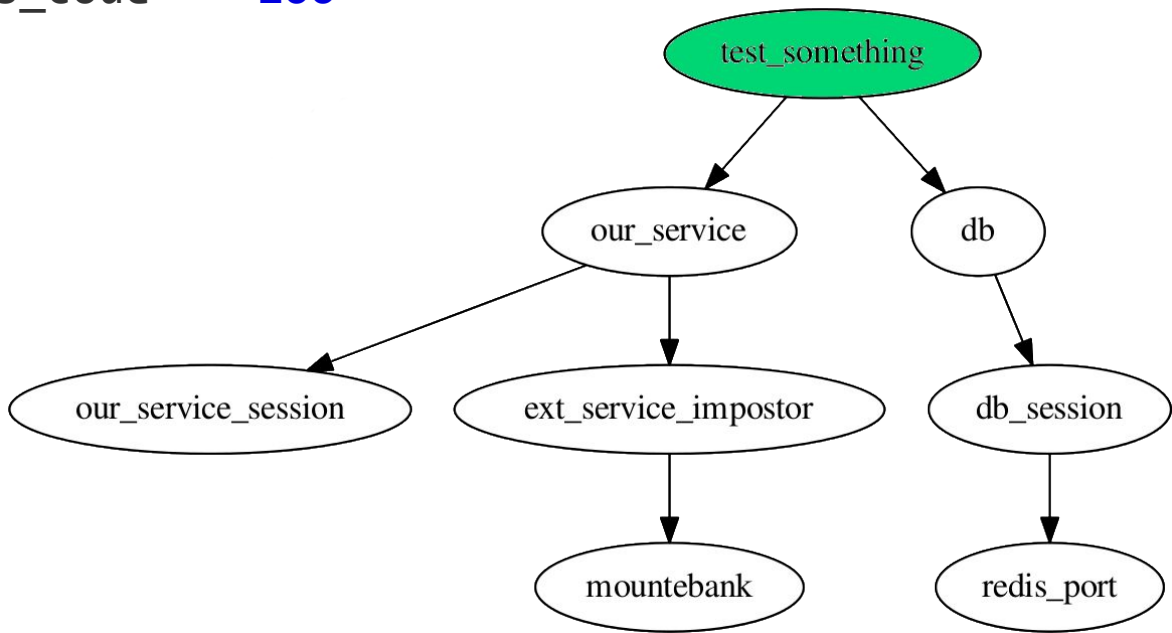 test_something
our_service
db
our_service_session
ext_service_impostor
db_session
mountebank
redis_port